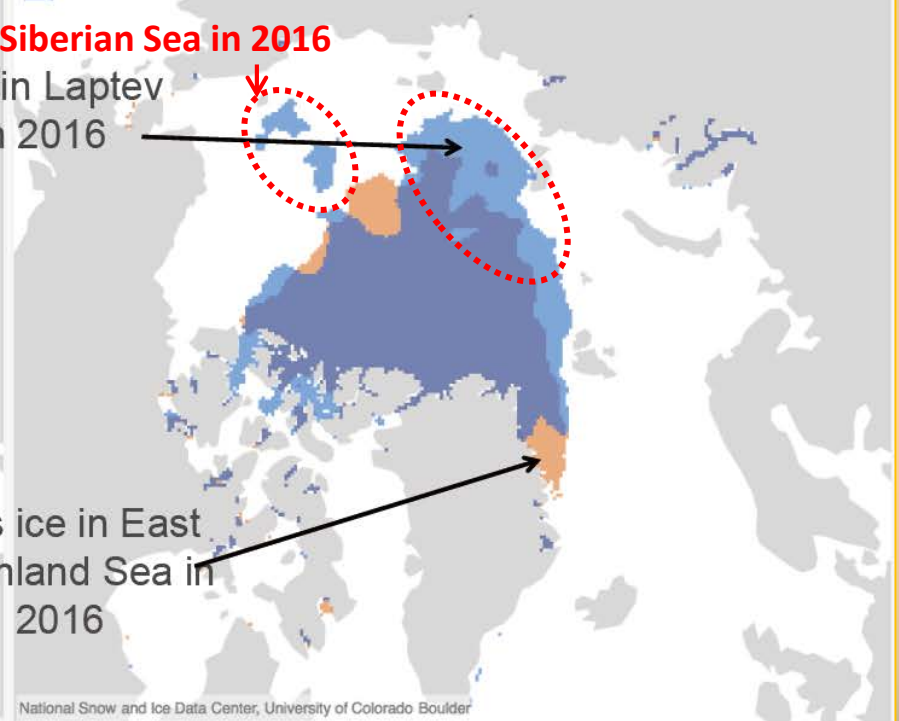 Siberian Sea in 2016
in Laptev
2016
ice in East
Sea in
2016
National Snow and Ice Data Center, University of Colorado Boulder